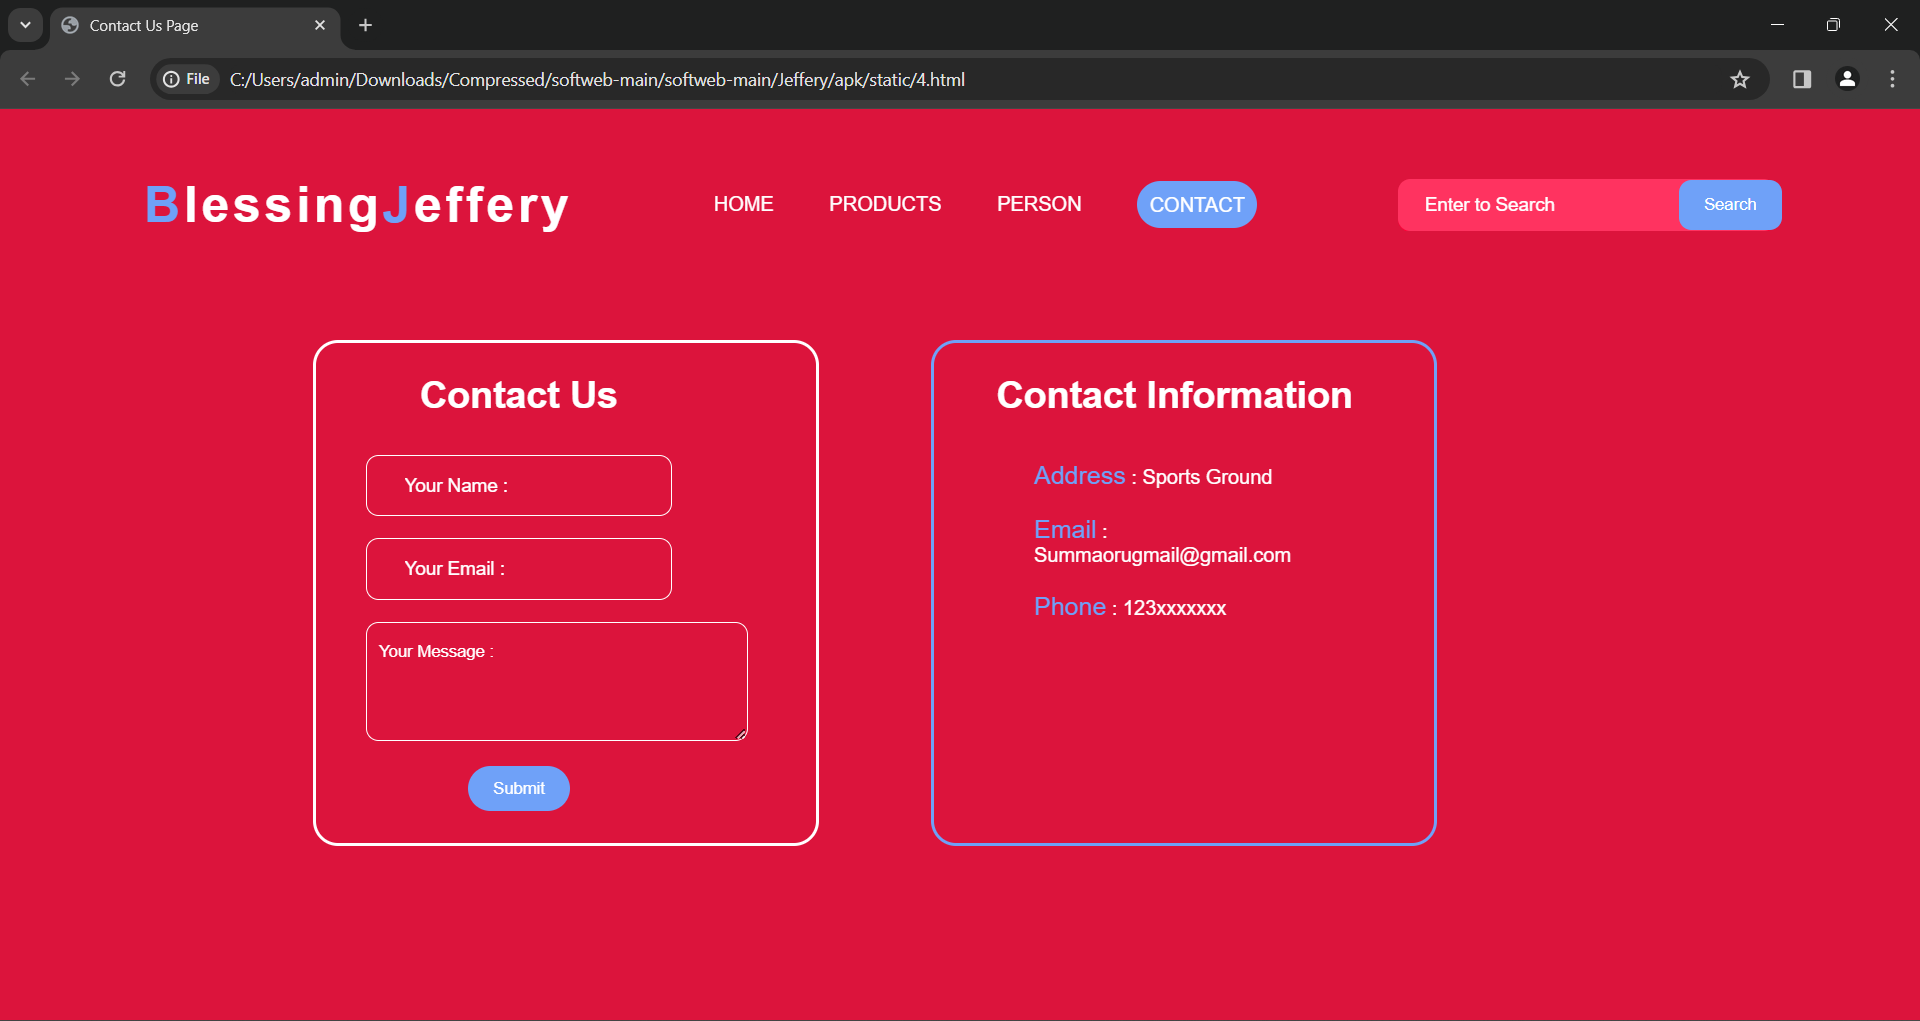 Contact Us Page
File
C:/Users/admin/Downloads/Compressed/softweb-main/softweb-main/Jeffery/apk/static/4.html
BlessingJeffery
HOME
PRODUCTS
PERSON
CONTACT
Enter to Search
Search
Contact Us
Your Name :
Your Email :
Your Message :
Submit
Contact Information
Address : Sports Ground
Email :
Summaorugmail@gmail.com
Phone : 123xxxxxxx